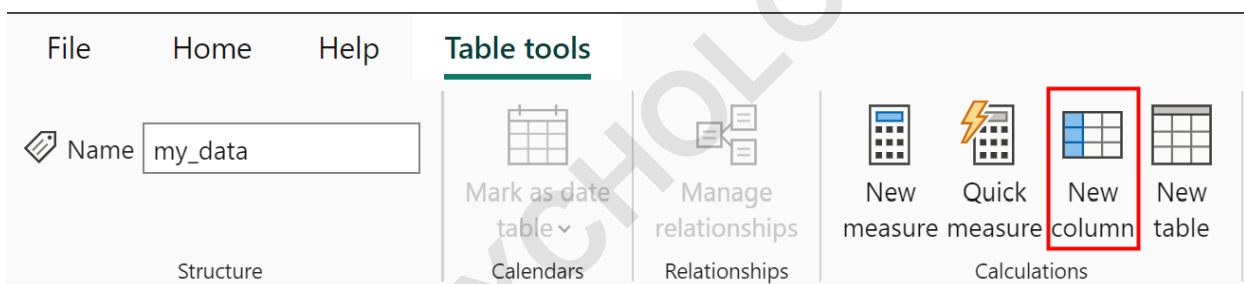 File Home Help Table tools
Name my_data
Mark as date table
Manage relationships
New measure
Quick measure
New column
New table
Structure Calendars Relationships Calculations
YCHOLO